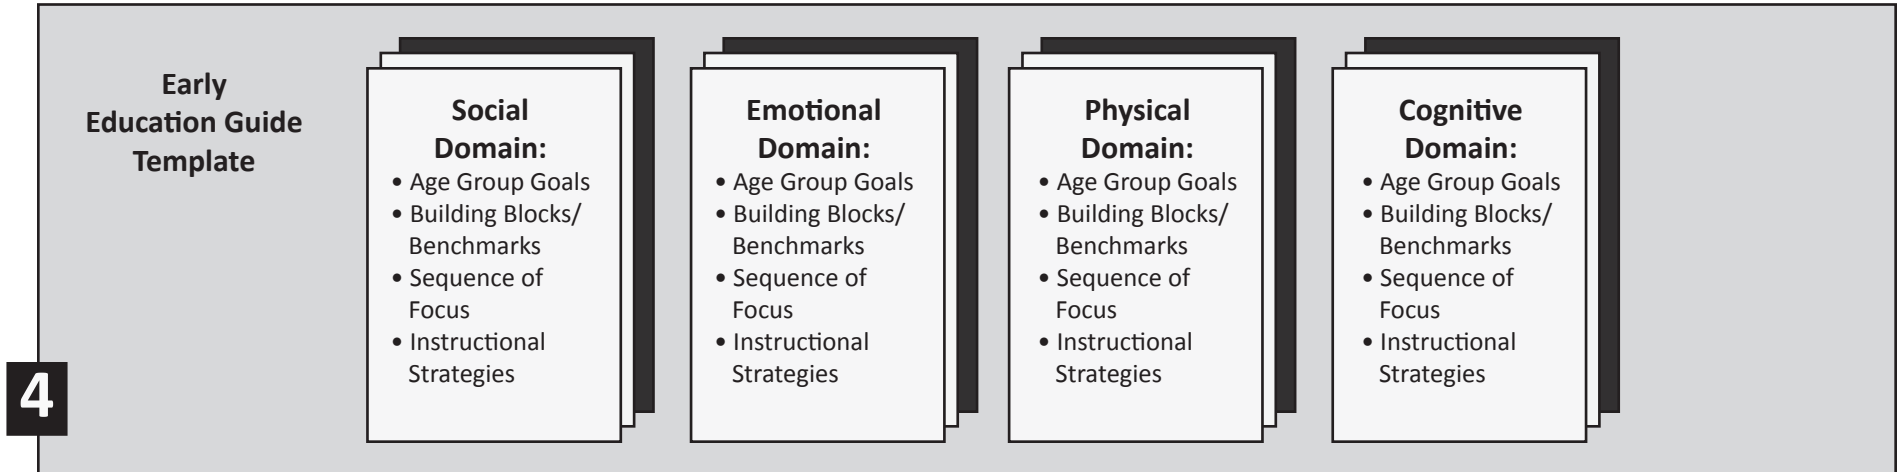 Early
Education Guide
Template
Social
Domain:
• Age Group Goals
• Building Blocks/
Benchmarks
• Sequence of
Focus
• Instructional
Strategies
Emotional
Domain:
• Age Group Goals
• Building Blocks/
Benchmarks
• Sequence of
Focus
• Instructional
Strategies
Physical
Domain:
• Age Group Goals
• Building Blocks/
Benchmarks
• Sequence of
Focus
• Instructional
Strategies
Cognitive
Domain:
• Age Group Goals
• Building Blocks/
Benchmarks
• Sequence of
Focus
• Instructional
Strategies
4